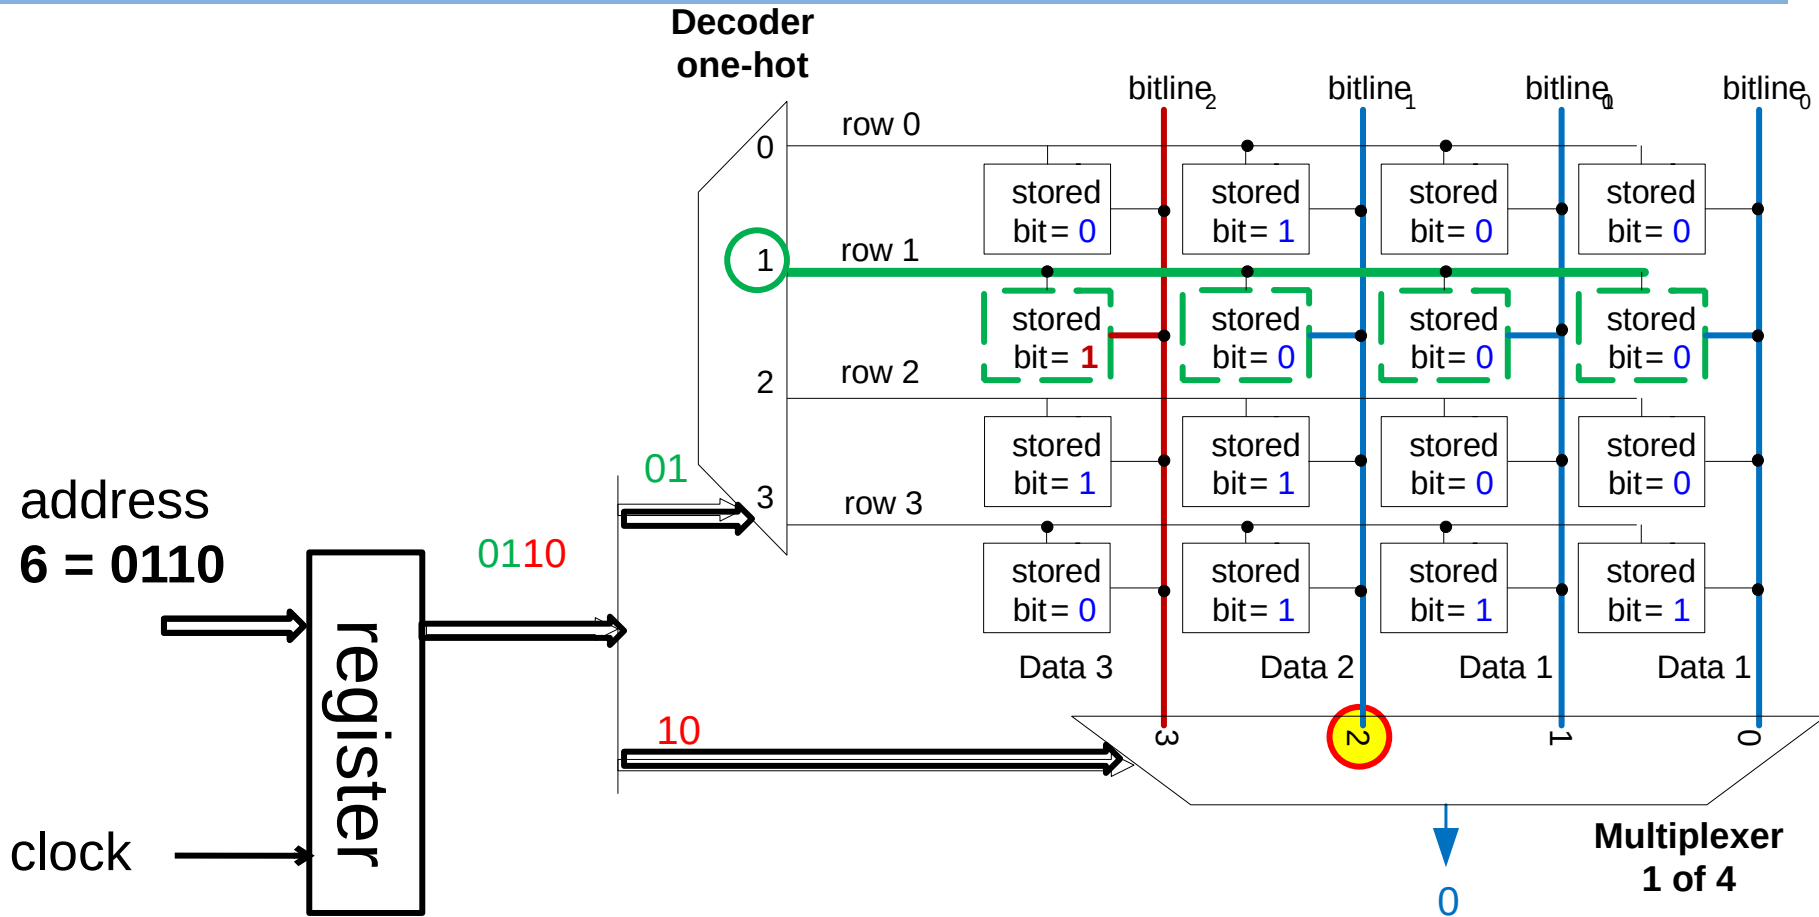 Decoder
one-hot
bitline2
bitline1
bitline
bitline0
row 0
0
stored
bit= 0
stored
bit= 1
stored
bit= 0
stored
bit= 0
row 1
1
stored
bit= 1
stored
bit= 0
stored
bit= 0
stored
bit= 0
row 2
2
stored
bit= 1
stored
bit= 1
stored
bit= 0
stored
bit= 0
01
3
row 3
stored
bit= 0
stored
bit= 1
stored
bit= 1
stored
bit= 1
address
6 = 0110
0110
register
clock
10
Data 3
Data 2
Data 1
Data 1
3
2
1
0
Multiplexer
1 of 4
0